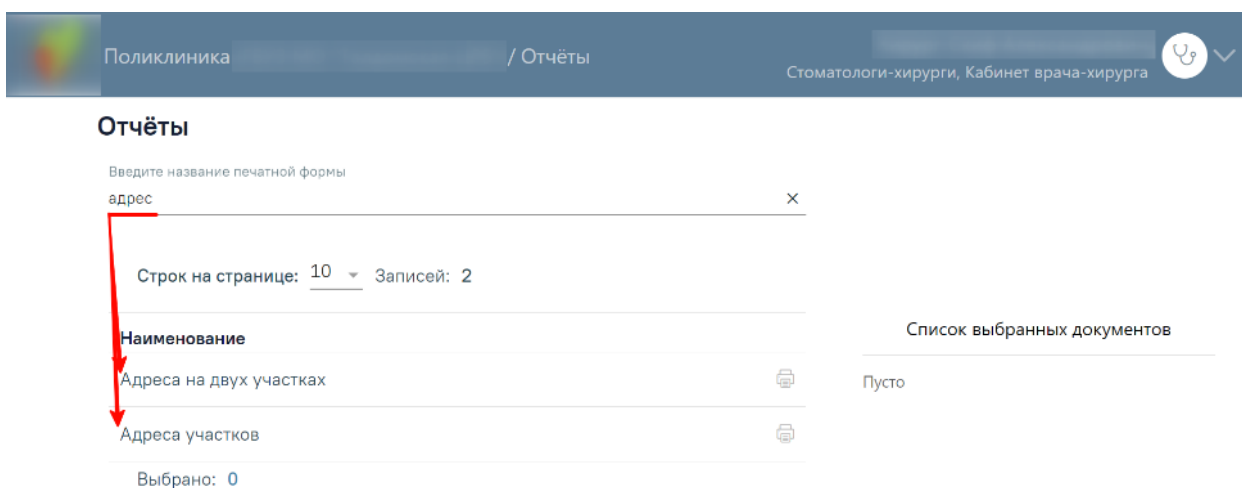 Поликлиника / Отчёты
Стоматологи-хирурги, Кабинет врача-хирурга
Отчёты
Введите название печатной формы
адрес
Строк на странице: 10 Записей: 2
Наименование
Адреса на двух участках
Адреса участков
Выбрано: 0
Список выбранных документов
Пусто